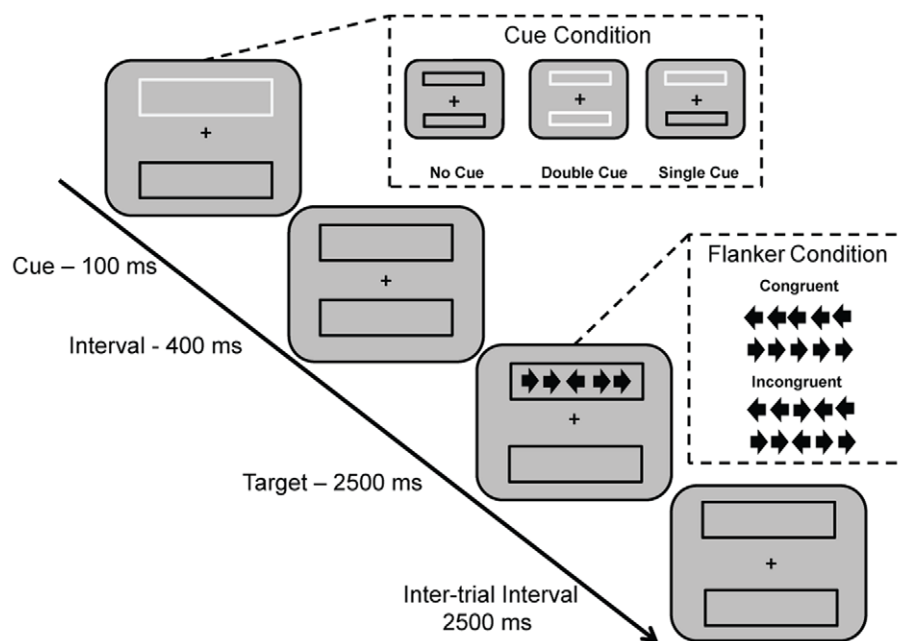 Cue Condition
+
+
+
+
No Cue
Double Cue
Single Cue
Cue – 100 ms
+
Interval - 400 ms
Flanker Condition
Congruent
Incongruent
+
Target – 2500 ms
+
Inter-trial Interval
2500 ms